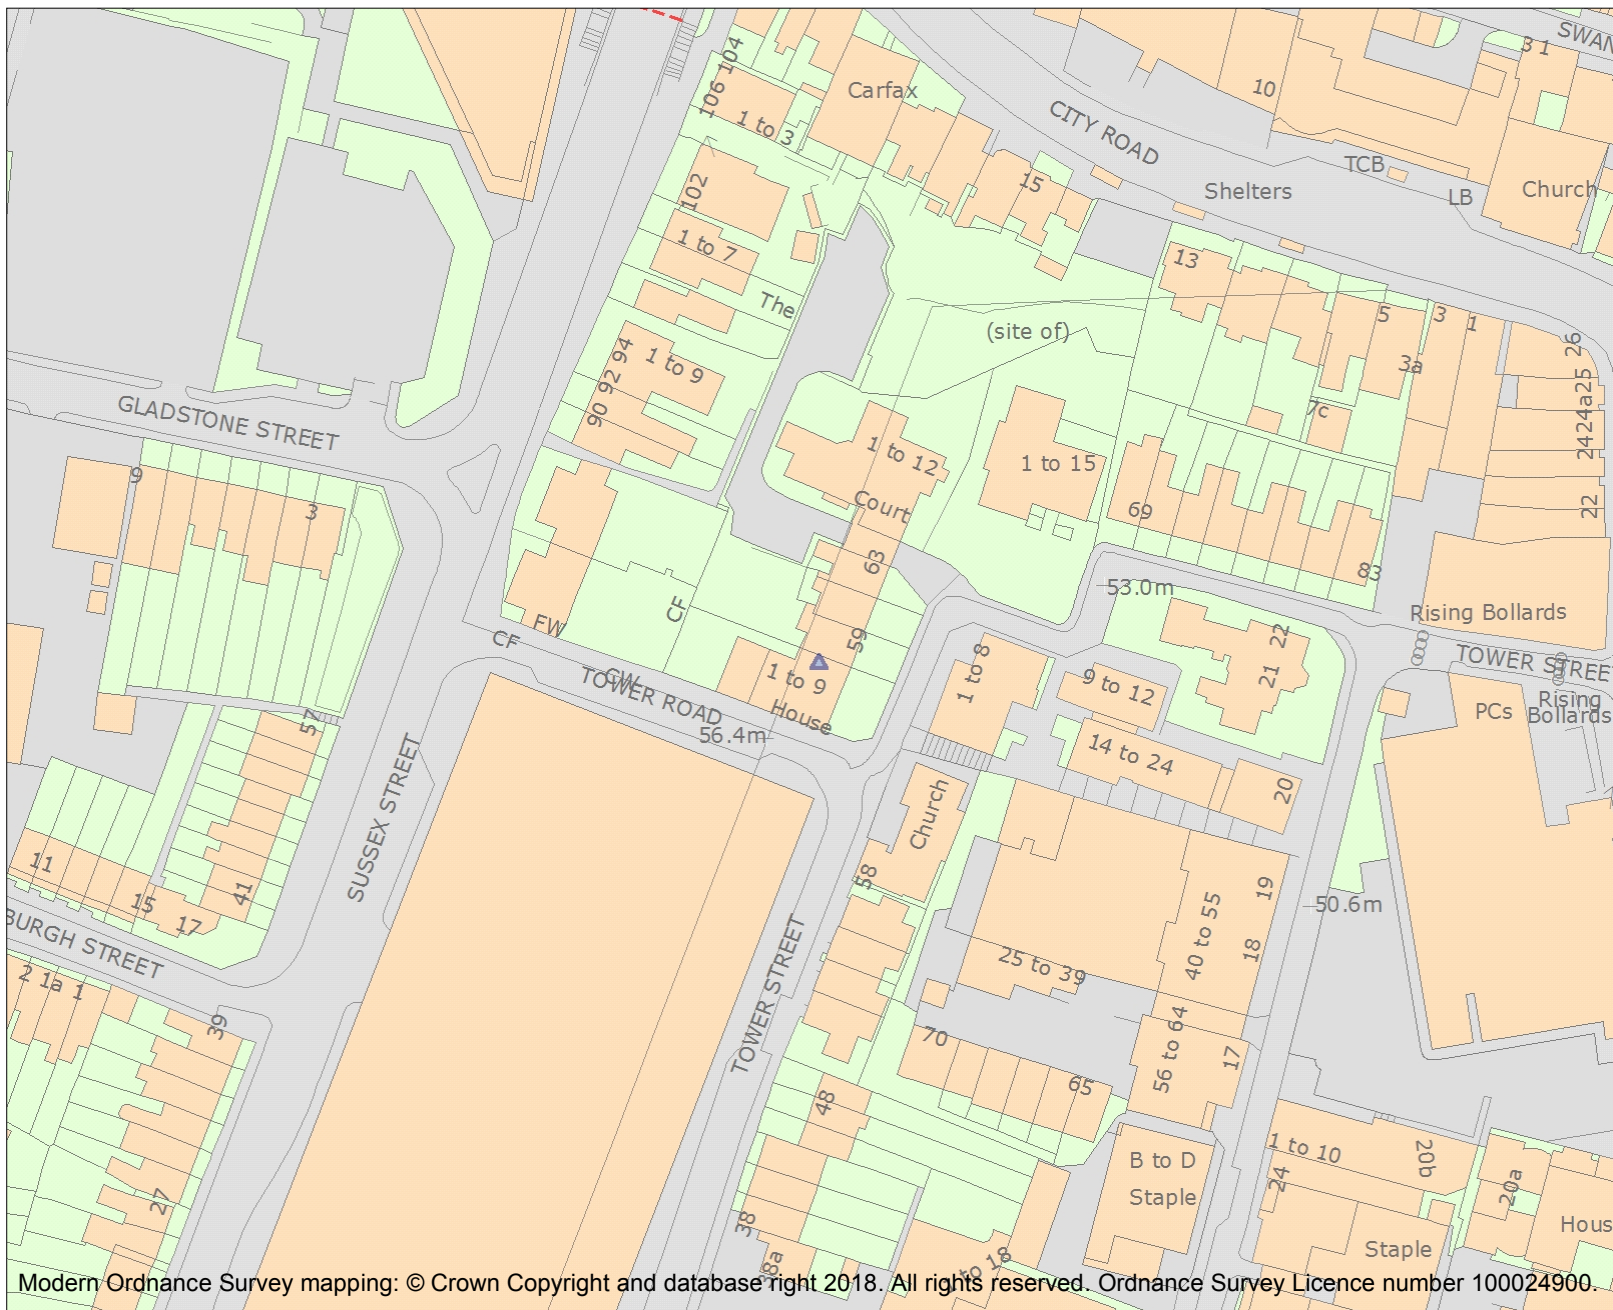 SWAN
3 1
104
106
1 to 3
Carfax
10
CITY ROAD
TCB
Shelters
LB
Church
15
102
1 to 7
The
13
(site of)
5
3
1
3a
26
94
1 to 9
92
90
25
24a
24
7c
GLADSTONE STREET
1 to 12
1 to 15
Court
9
3
69
22
63
83
53.0m
Rising Bollards
CF
FW
CF
59
1 to 8
22
21
TOWER STREE
CW
TOWER ROAD
1 to 9
House
56.4m
9 to 12
PCs
Rising
Bollards
57
14 to 24
20
SUSSEX STREET
Church
11
15
17
41
58
19
50.6m
40 to 55
18
BURGH STREET
2 1a 1
25 to 39
TOWER STREET
39
70
65
56 to 64
17
48
B to D
Staple
1 to 10
20b
24
20a
27
38
38a
to 18
Staple
Hous
Modern Ordnance Survey mapping: © Crown Copyright and database right 2018. All rights reserved. Ordnance Survey Licence number 100024900.